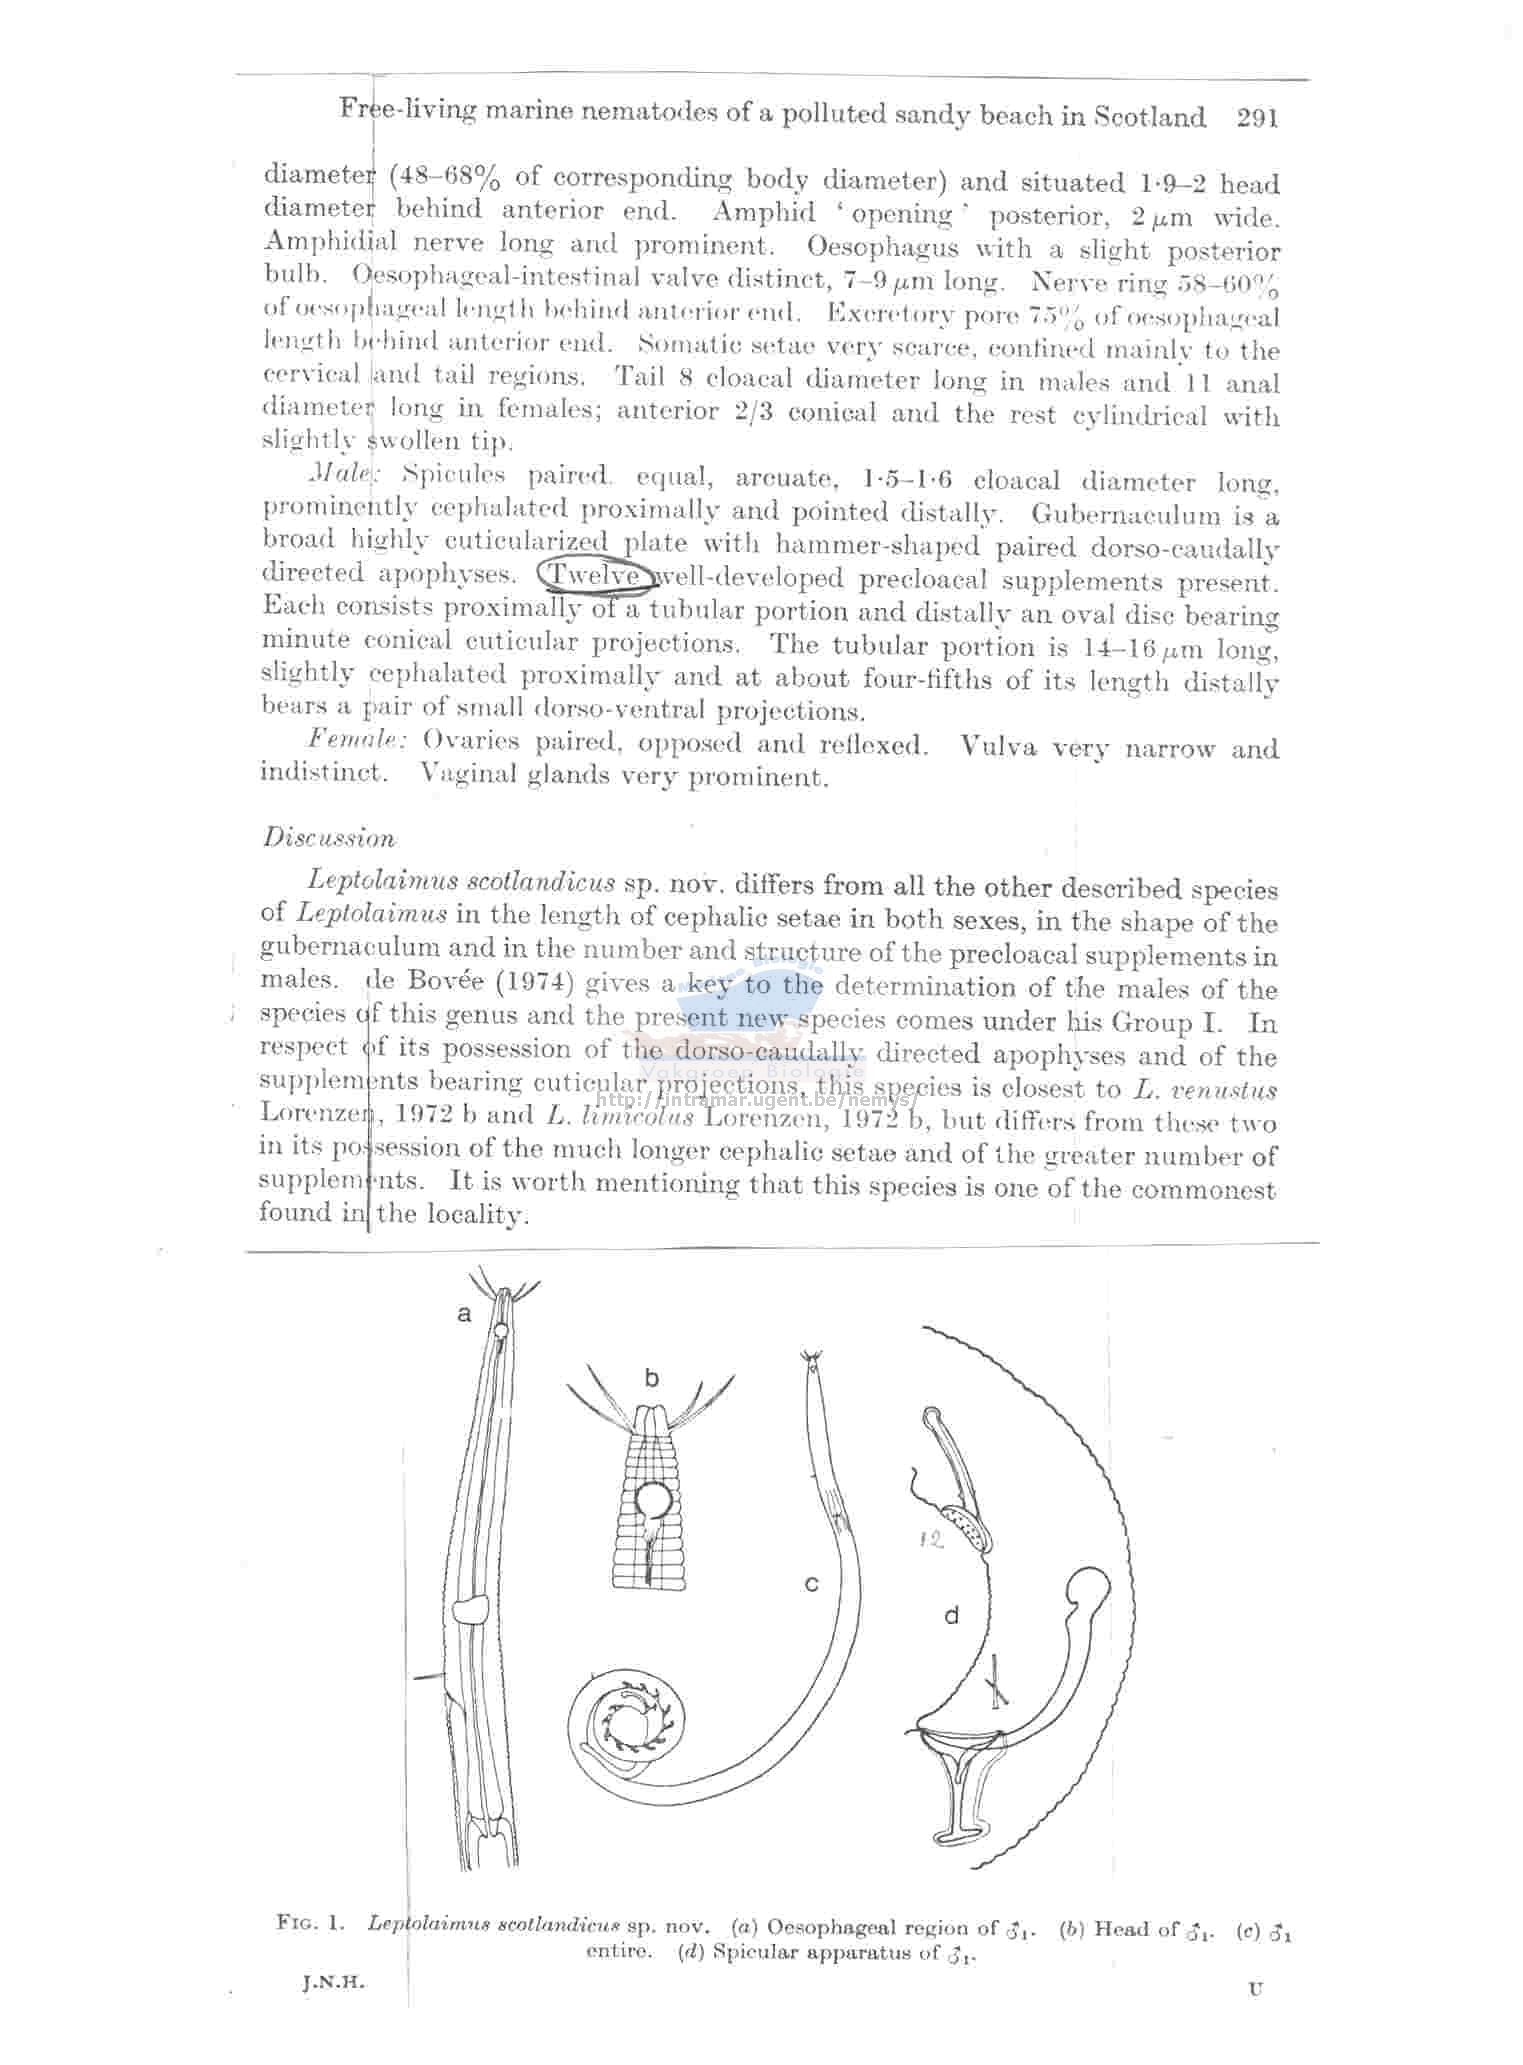 Free-living marine nematodes of a polluted sandy beach in Scotland 291
diameter (48–68% of corresponding body diameter) and situated 1·9–2 head
diameter behind anterior end. Amphid ‘opening’ posterior, 2 μm wide.
Amphidial nerve long and prominent. Oesophagus with a slight posterior
bulb. Oesophageal-intestinal valve distinct, 7–9 μm long. Nerve ring 58–60%
of oesophageal length behind anterior end. Excretory pore 75% of oesophageal
length behind anterior end. Somatic setae very scarce, confined mainly to the
cervical and tail regions. Tail 8 cloacal diameter long in males and 11 anal
diameter long in females; anterior 2/3 conical and the rest cylindrical with
slightly swollen tip.
Male: Spicules paired, equal, arcuate, 1·5–1·6 cloacal diameter long,
prominently cephalated proximally and pointed distally. Gubernaculum is a
broad highly cuticularized plate with hammer-shaped paired dorso-caudally
directed apophyses. Twelve well-developed precloacal supplements present.
Each consists proximally of a tubular portion and distally an oval disc bearing
minute conical cuticular projections. The tubular portion is 14–16 μm long,
slightly cephalated proximally and at about four-fifths of its length distally
bears a pair of small dorso-ventral projections.
Female: Ovaries paired, opposed and reflexed. Vulva very narrow and
indistinct. Vaginal glands very prominent.
Discussion
Leptolaimus scotlandicus sp. nov. differs from all the other described species
of Leptolaimus in the length of cephalic setae in both sexes, in the shape of the
gubernaculum and in the number and structure of the precloacal supplements in
males. de Bovée (1974) gives a key to the determination of the males of the
species of this genus and the present new species comes under his Group I. In
respect of its possession of the dorso-caudally directed apophyses and of the
supplements bearing cuticular projections, this species is closest to L. venustus
Lorenzen, 1972 b and L. limicolus Lorenzen, 1972 b, but differs from these two
in its possession of the much longer cephalic setae and of the greater number of
supplements. It is worth mentioning that this species is one of the commonest
found in the locality.
Mariene Biologie
Vakgroep Biologie
http://intramar.ugent.be/nemys/
a
b
c
12
d
FIG. 1. Leptolaimus scotlandicus sp. nov. (a) Oesophageal region of ♂1. (b) Head of ♂1. (c) ♂1
entire. (d) Spicular apparatus of ♂1.
J.N.H. U